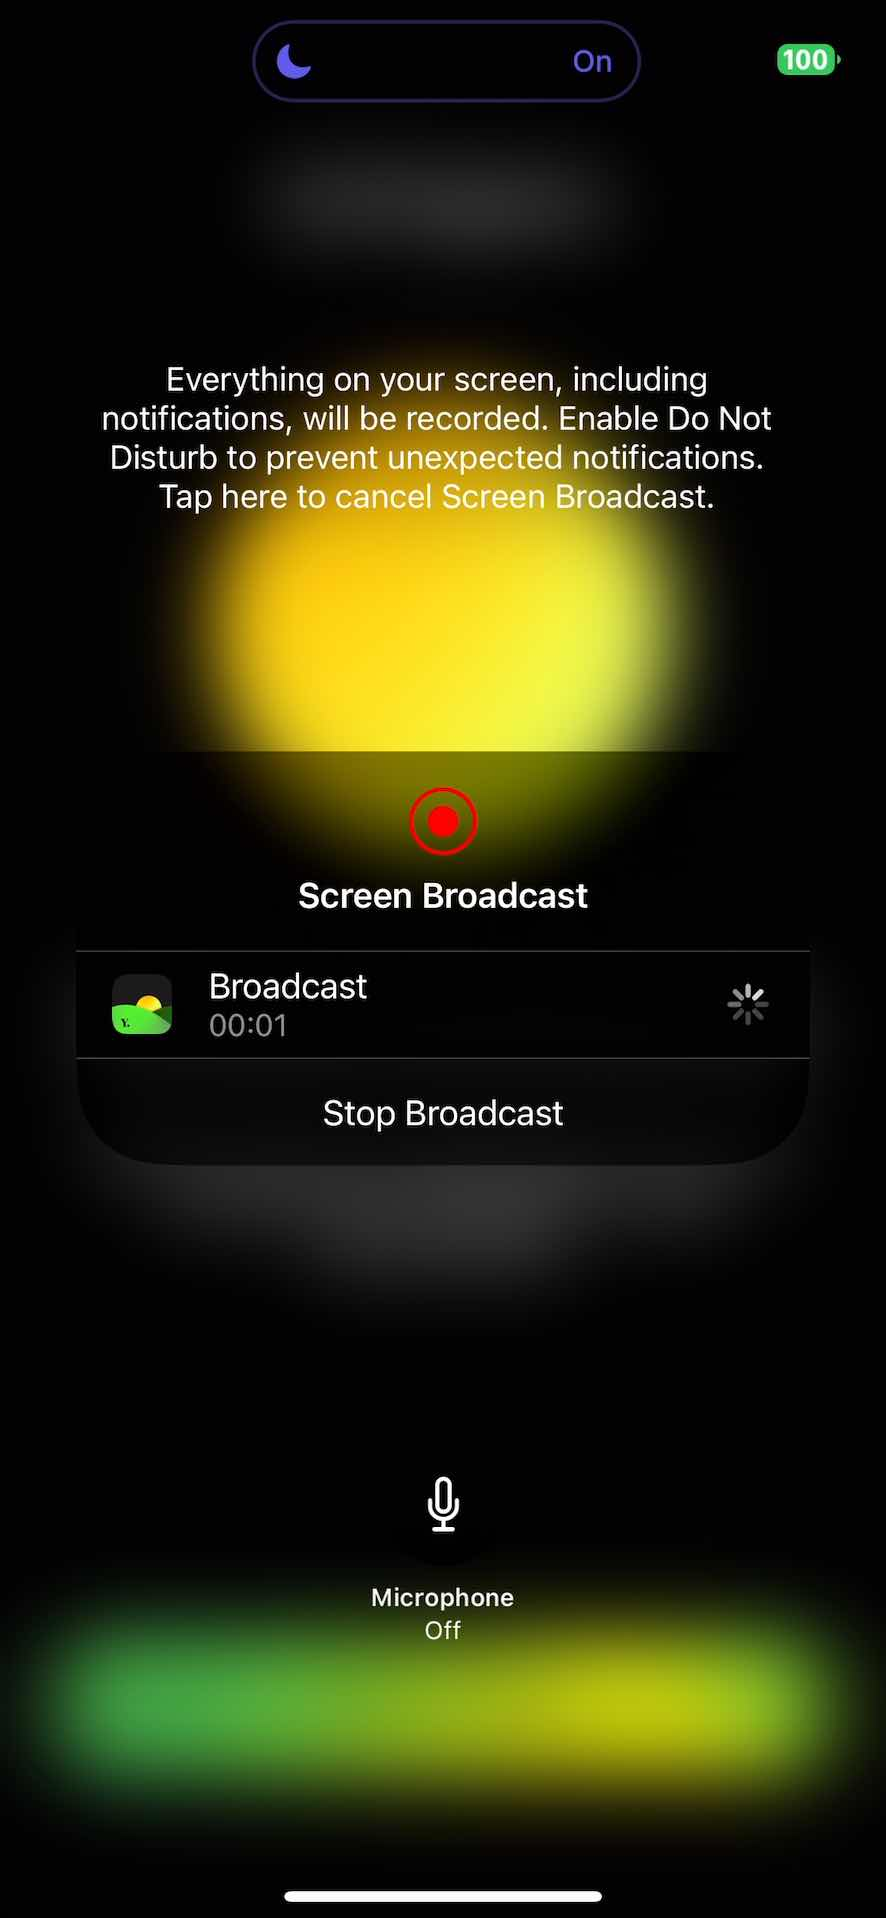 On
100
Everything on your screen, including
notifications, will be recorded. Enable Do Not
Disturb to prevent unexpected notifications.
Tap here to cancel Screen Broadcast.
Screen Broadcast
Y.
Broadcast
00:01
Stop Broadcast
Microphone
Off